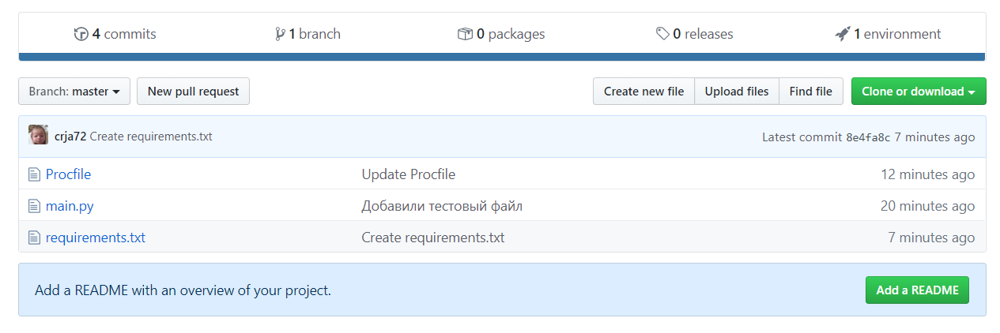 4 commits 1 branch 0 packages 0 releases 1 environment
Branch: master New pull request Create new file Upload files Find file Clone or download
crja72 Create requirements.txt Latest commit 8e4fa8c 7 minutes ago
Procfile Update Procfile 12 minutes ago
main.py Добавили тестовый файл 20 minutes ago
requirements.txt Create requirements.txt 7 minutes ago
Add a README with an overview of your project. Add a README